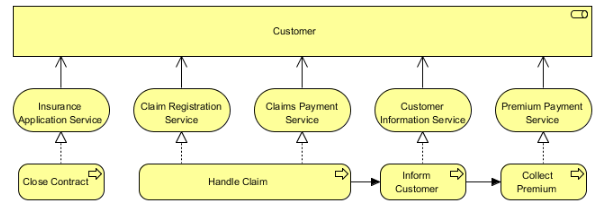 Customer
Insurance
Application Service
Claim Registration
Service
Claims Payment
Service
Customer
Information Service
Premium Payment
Service
Close Contract
Handle Claim
Inform
Customer
Collect
Premium